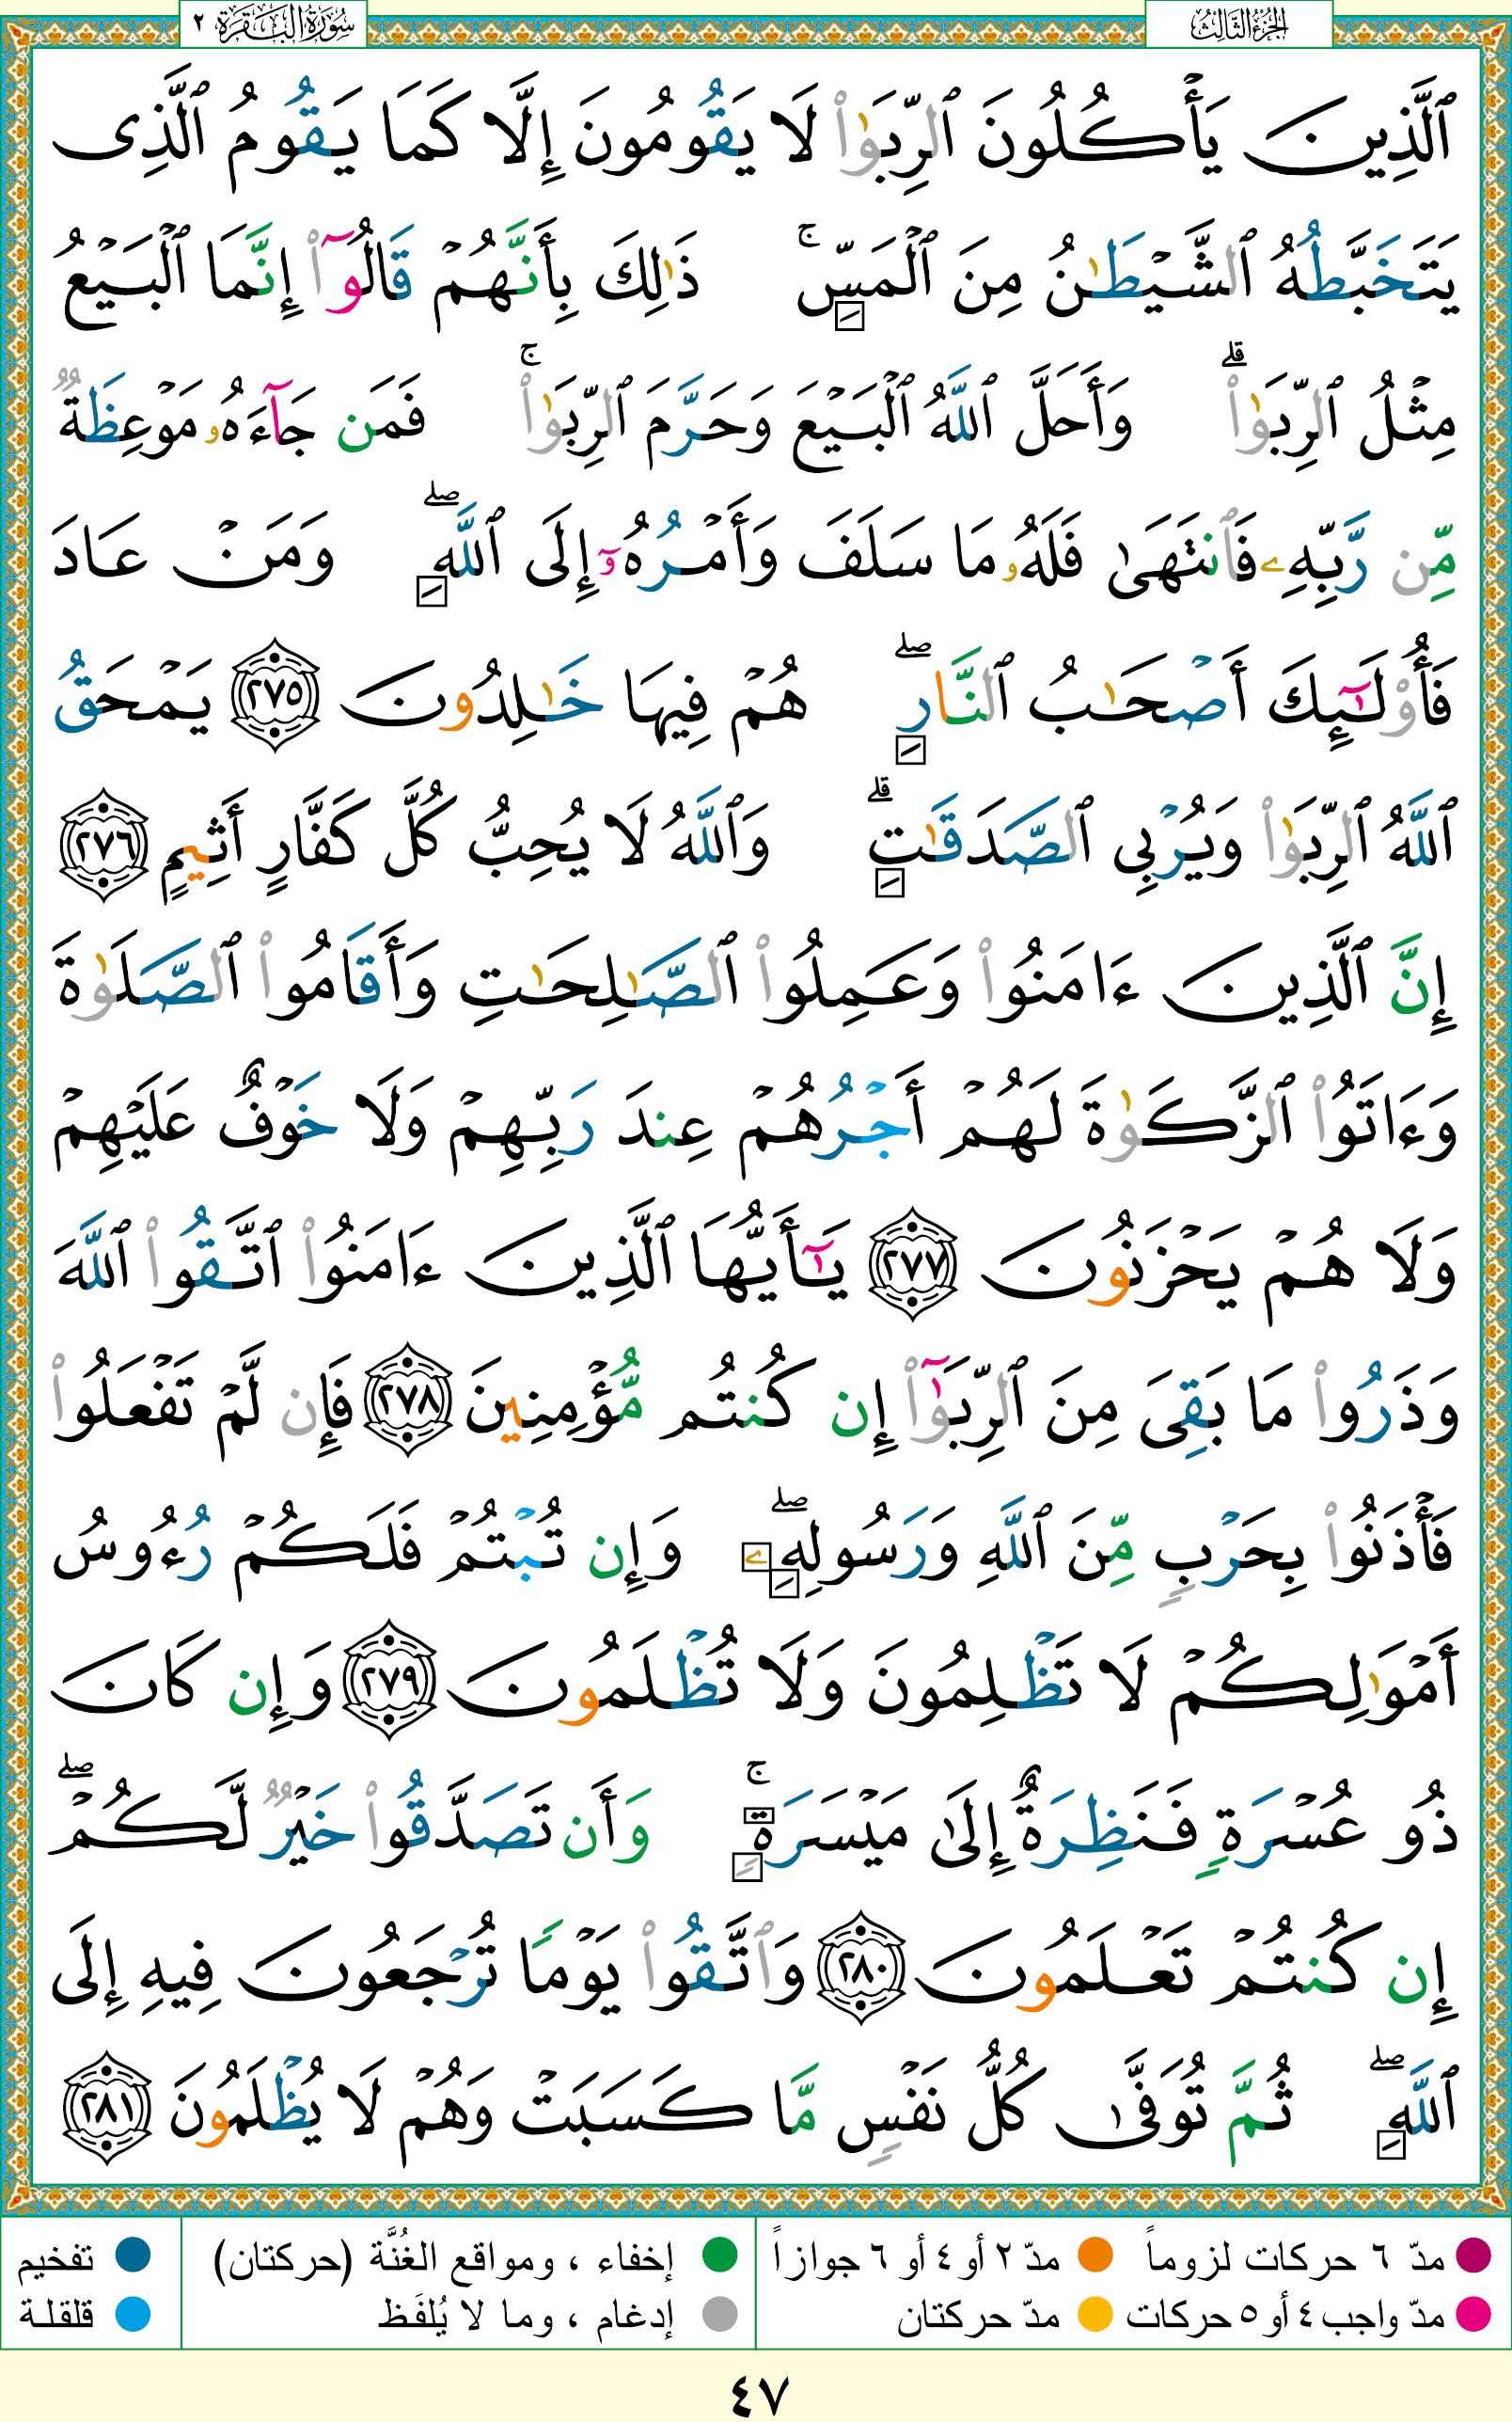 الجزء الثالث
سورة البقرة ٢
ٱلَّذِينَ يَأۡكُلُونَ ٱلرِّبَوٰاْ لَا يَقُومُونَ إِلَّا كَمَا يَقُومُ ٱلَّذِى
يَتَخَبَّطُهُ ٱلشَّيۡطَٰنُ مِنَ ٱلۡمَسِّۚ ذَٰلِكَ بِأَنَّهُمۡ قَالُوٓاْ إِنَّمَا ٱلۡبَيۡعُ
مِثۡلُ ٱلرِّبَوٰاْۗ وَأَحَلَّ ٱللَّهُ ٱلۡبَيۡعَ وَحَرَّمَ ٱلرِّبَوٰاْۚ فَمَن جَآءَهُۥ مَوۡعِظَةٞ
مِّن رَّبِّهِۦ فَٱنتَهَىٰ فَلَهُۥ مَا سَلَفَ وَأَمۡرُهُۥٓ إِلَى ٱللَّهِۖ وَمَنۡ عَادَ
فَأُوْلَٰٓئِكَ أَصۡحَٰبُ ٱلنَّارِۖ هُمۡ فِيهَا خَٰلِدُونَ ٢٧٥ يَمۡحَقُ
ٱللَّهُ ٱلرِّبَوٰاْ وَيُرۡبِى ٱلصَّدَقَٰتِۗ وَٱللَّهُ لَا يُحِبُّ كُلَّ كَفَّارٍ أَثِيمٍ ٢٧٦
إِنَّ ٱلَّذِينَ ءَامَنُواْ وَعَمِلُواْ ٱلصَّٰلِحَٰتِ وَأَقَامُواْ ٱلصَّلَوٰةَ
وَءَاتَوُاْ ٱلزَّكَوٰةَ لَهُمۡ أَجۡرُهُمۡ عِندَ رَبِّهِمۡ وَلَا خَوۡفٌ عَلَيۡهِمۡ
وَلَا هُمۡ يَحۡزَنُونَ ٢٧٧ يَٰٓأَيُّهَا ٱلَّذِينَ ءَامَنُواْ ٱتَّقُواْ ٱللَّهَ
وَذَرُواْ مَا بَقِىَ مِنَ ٱلرِّبَوٰٓاْ إِن كُنتُم مُّؤۡمِنِينَ ٢٧٨ فَإِن لَّمۡ تَفۡعَلُواْ
فَأۡذَنُواْ بِحَرۡبٖ مِّنَ ٱللَّهِ وَرَسُولِهِۦۖ وَإِن تُبۡتُمۡ فَلَكُمۡ رُءُوسُ
أَمۡوَٰلِكُمۡ لَا تَظۡلِمُونَ وَلَا تُظۡلَمُونَ ٢٧٩ وَإِن كَانَ
ذُو عُسۡرَةٖ فَنَظِرَةٌ إِلَىٰ مَيۡسَرَةٖۚ وَأَن تَصَدَّقُواْ خَيۡرٞ لَّكُمۡۖ
إِن كُنتُمۡ تَعۡلَمُونَ ٢٨٠ وَٱتَّقُواْ يَوۡمٗا تُرۡجَعُونَ فِيهِ إِلَى
ٱللَّهِۖ ثُمَّ تُوَفَّىٰ كُلُّ نَفۡسٖ مَّا كَسَبَتۡ وَهُمۡ لَا يُظۡلَمُونَ ٢٨١
مدّ ٦ حركات لزوماً مدّ ٢ أو ٤ أو ٦ جوازاً إخفاء ، ومواقع الغُنَّة (حركتان) تفخيم
مدّ واجب ٤ أو ٥ حركات مدّ حركتان إدغام ، وما لا يُلفَظ قلقلة
٤٧